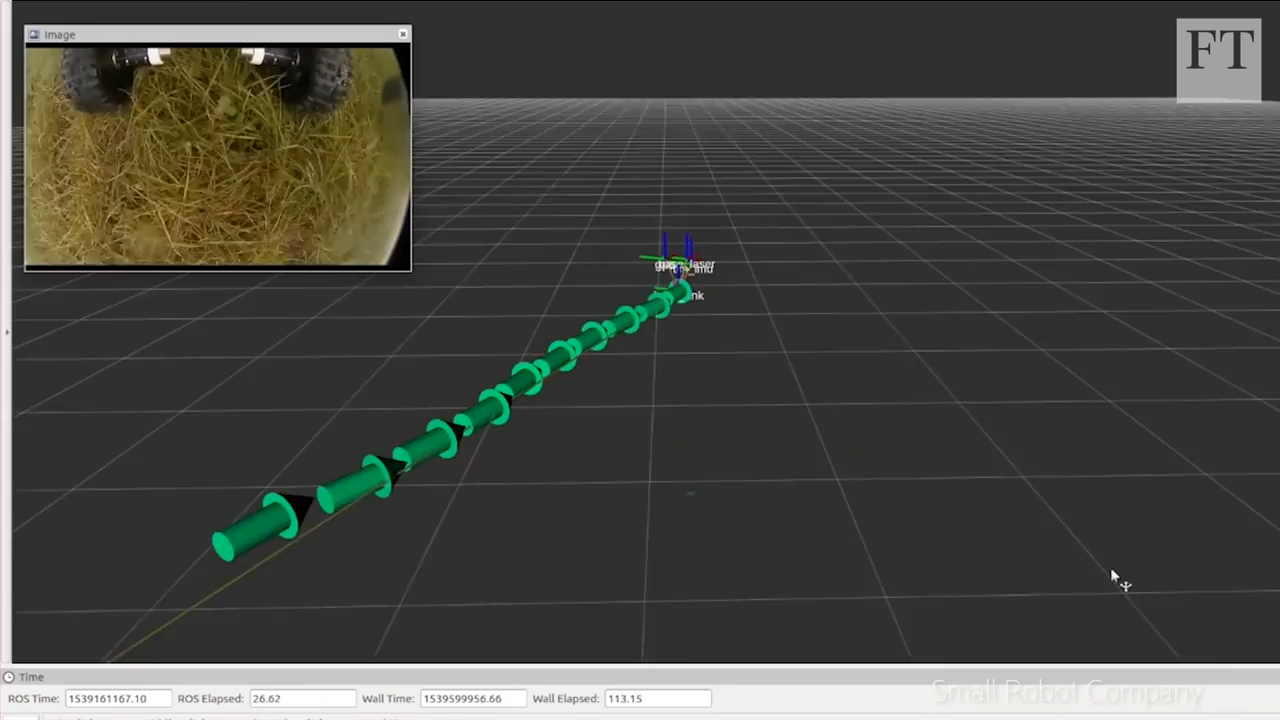 Image
FT
laser
imu
nk
Time
ROS Time: 1539161167.10 ROS Elapsed: 26.62 Wall Time: 1539599956.66 Wall Elapsed: 113.15
Small Robot Company